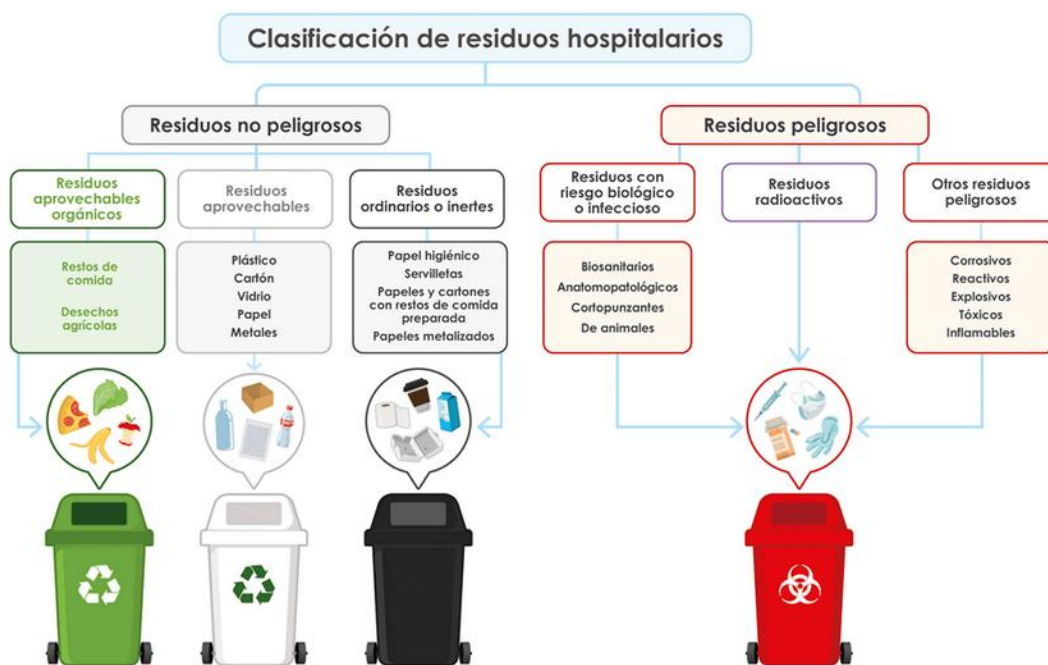 Clasificación de residuos hospitalarios
Residuos no peligrosos
Residuos peligrosos
Residuos
aprovechables
orgánicos
Residuos
aprovechables
Residuos
ordinarios o inertes
Residuos con
riesgo biológico
o infeccioso
Residuos
radioactivos
Otros residuos
peligrosos
Restos de
comida
Desechos
agrícolas
Plástico
Cartón
Vidrio
Papel
Metales
Papel higiénico
Servilletas
Papeles y cartones
con restos de comida
preparada
Papeles metalizados
Biosanitarios
Anatomopatológicos
Cortopunzantes
De animales
Corrosivos
Reactivos
Explosivos
Tóxicos
Inflamables